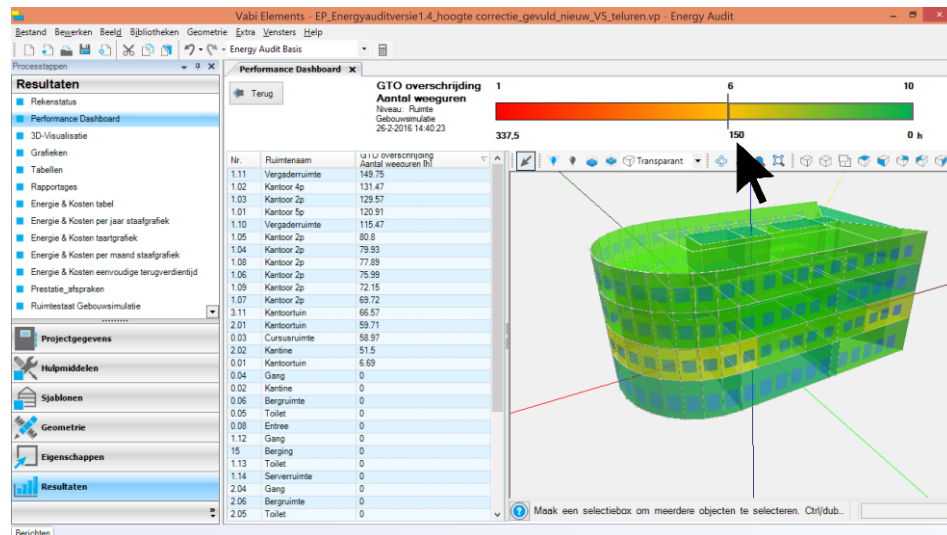 Vabi Elements - EP_Energyauditversie1.4_hoogte correctie_gevuld_nieuw_V5_teluren.vp - Energy Audit
Bestand Bewerken Beeld Bibliotheken Geometrie Extra Vensters Help
Energy Audit Basis
Processtappen
Resultaten
Rekenstatus
Performance Dashboard
3D-Visualisatie
Grafieken
Tabellen
Rapportages
Energie & Kosten tabel
Energie & Kosten per jaar staafgrafiek
Energie & Kosten taartgrafiek
Energie & Kosten per maand staafgrafiek
Energie & Kosten eenvoudige terugverdientijd
Prestatie_afspraken
Ruimtestaat Gebouwsimulatie
Projectgegevens
Hulpmiddelen
Sjablonen
Geometrie
Eigenschappen
Resultaten
Berichten
Performance Dashboard
Terug
GTO overschrijding
Aantal weeguren
Niveau: Ruimte
Gebouwsimulatie
26-2-2016 14:40:23
1 6 10
337,5 150 0 h
Nr. Ruimtenaam GTO overschrijding
Aantal weeguren [h]
1.11 Vergaderruimte 149.75
1.02 Kantoor 4p 131.47
1.03 Kantoor 2p 129.57
1.01 Kantoor 5p 120.91
1.10 Vergaderruimte 115.47
1.05 Kantoor 2p 80.8
1.04 Kantoor 2p 79.93
1.08 Kantoor 2p 77.89
1.06 Kantoor 2p 75.99
1.09 Kantoor 2p 72.15
1.07 Kantoor 2p 69.72
3.11 Kantoortuin 66.57
2.01 Kantoortuin 59.71
0.03 Cursusruimte 58.97
2.02 Kantine 51.5
0.01 Kantoortuin 6.69
0.04 Gang 0
0.02 Kantine 0
0.06 Bergruimte 0
0.05 Toilet 0
0.08 Entree 0
1.12 Gang 0
15 Berging 0
1.13 Toilet 0
1.14 Serverruimte 0
2.04 Gang 0
2.06 Bergruimte 0
2.05 Toilet 0
Transparant
Maak een selectiebox om meerdere objecten te selecteren. Ctrl/dub..